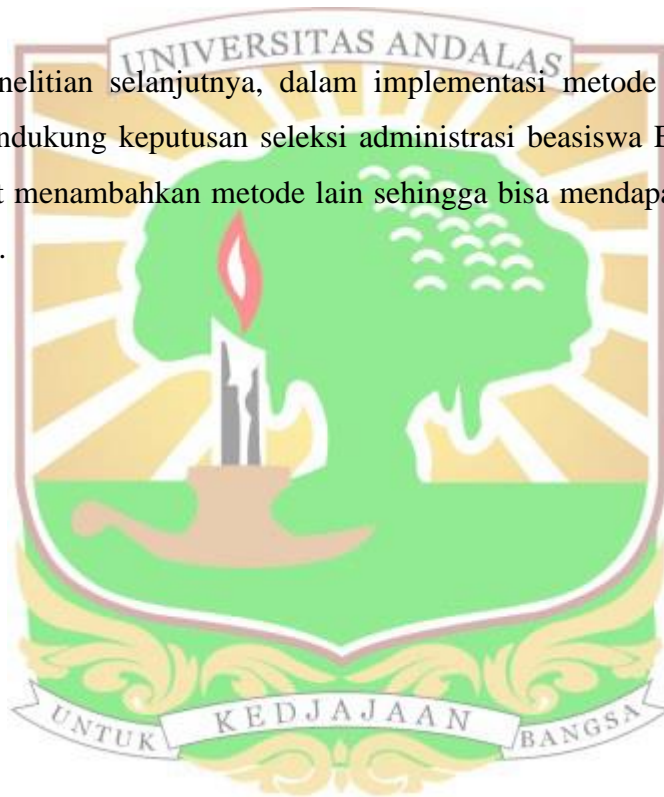 UNIVERSITAS ANDALAS
nelitian selanjutnya, dalam implementasi metode
ndukung keputusan seleksi administrasi beasiswa
t menambahkan metode lain sehingga bisa mendapa
.
UNTUK KEDJAJAAN BANGSA